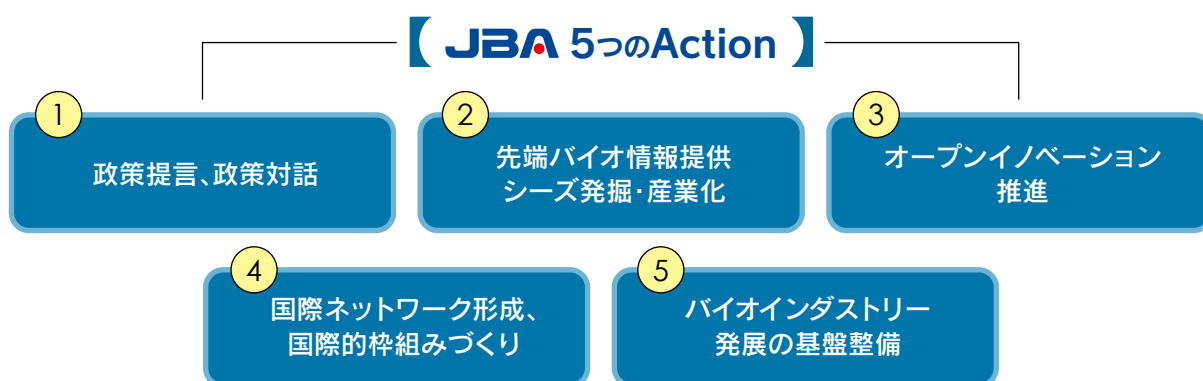 【 JBA 5つのAction 】
1
政策提言、政策対話
2
先端バイオ情報提供
シーズ発掘・産業化
3
オープンイノベーション
推進
4
国際ネットワーク形成、
国際的枠組みづくり
5
バイオインダストリー
発展の基盤整備